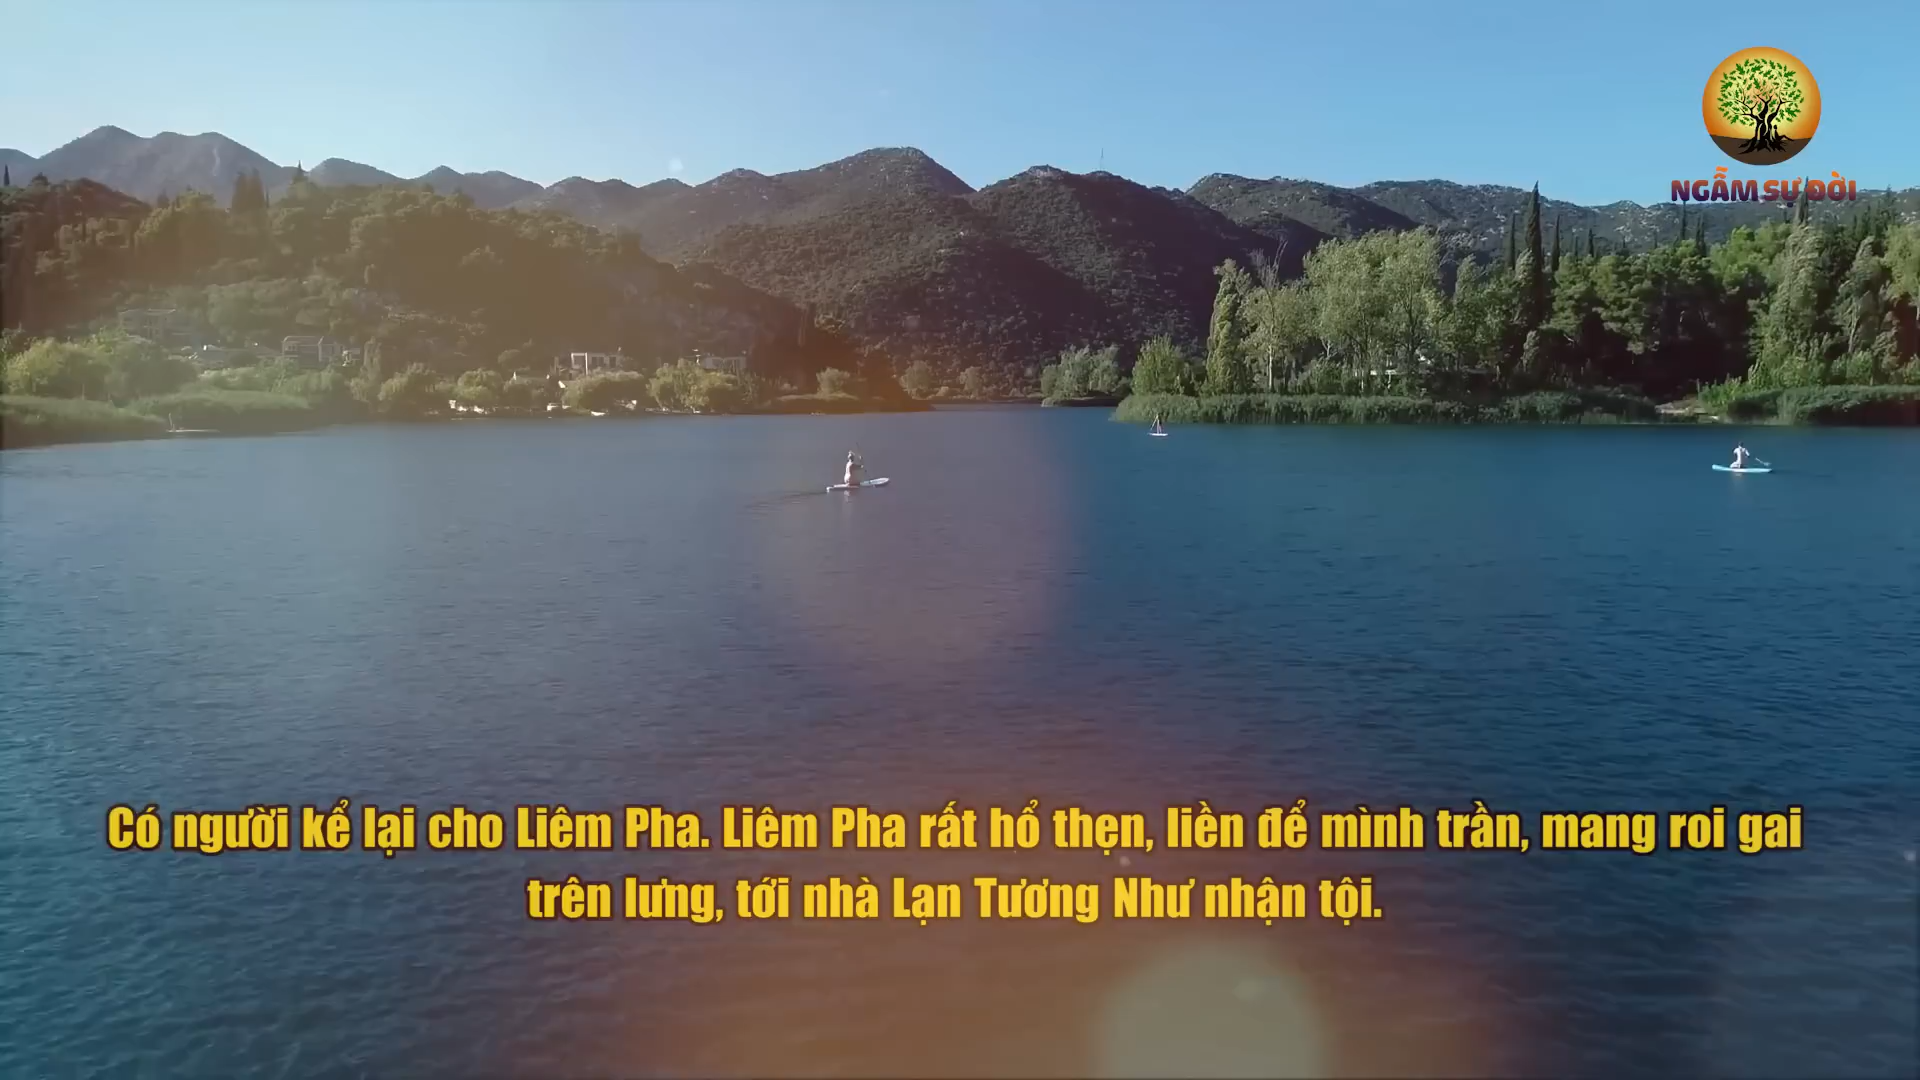 NGẪM SỰ ĐỜI
Có người kể lại cho Liêm Pha. Liêm Pha rất hổ thẹn, liền để mình trần, mang roi gai
trên lưng, tới nhà Lạn Tương Như nhận tội.